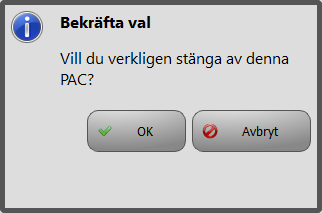 Bekräfta val
Vill du verkligen stänga av denna
PAC?
OK
Avbryt